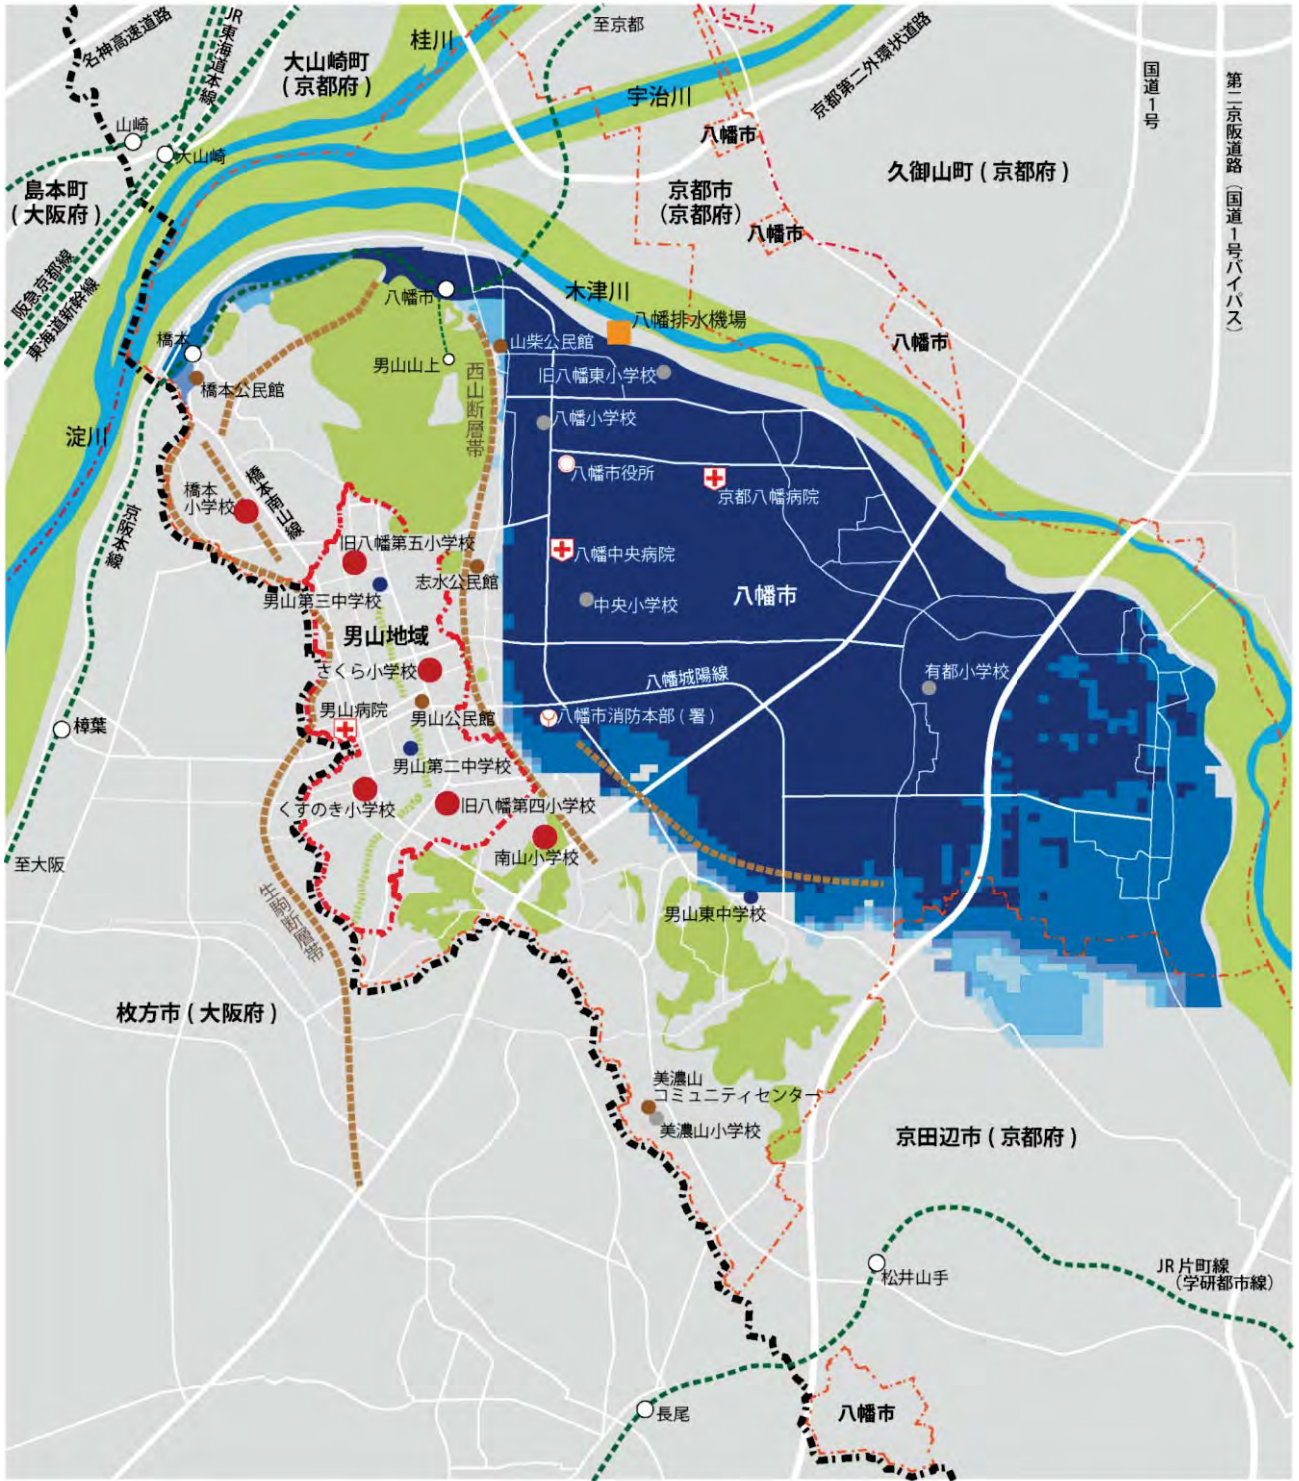 名神高速道路
JR東海道本線
大山崎町
(京都府)
桂川
至京都
宇治川
京都第二外環状道路
国道1号
第二京阪道路(国道1号バイパス)
山崎
大山崎
八幡市
久御山町(京都府)
島本町
(大阪府)
京都市
(京都府)
八幡市
阪急京都線
東海道新幹線
八幡市
木津川
八幡排水機場
八幡市
橋本
山柴公民館
男山山上
旧八幡東小学校
橋本公民館
西山断層帯
八幡小学校
淀川
八幡市役所
橋本南山線
京都八幡病院
橋本
小学校
京阪本線
旧八幡第五小学校
八幡中央病院
志水公民館
男山第三中学校
中央小学校
八幡市
男山地域
さくら小学校
八幡城陽線
有都小学校
男山病院
男山公民館
八幡市消防本部(署)
樟葉
男山第二中学校
くすのき小学校
旧八幡第四小学校
至大阪
南山小学校
生駒断層帯
男山東中学校
枚方市(大阪府)
美濃山
コミュニティセンター
美濃山小学校
京田辺市(京都府)
松井山手
JR片町線
(学研都市線)
長尾
八幡市